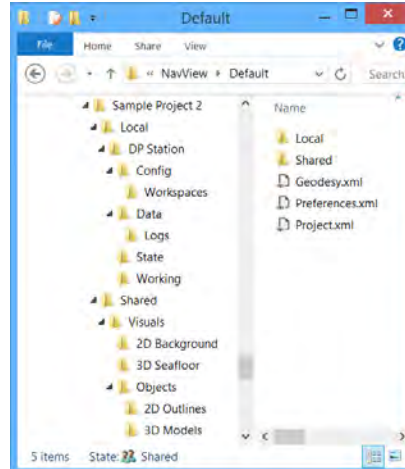 Default
File Home Share View
« NavView Default Search
Sample Project 2
Local
DP Station
Config
Workspaces
Data
Logs
State
Working
Shared
Visuals
2D Background
3D Seafloor
Objects
2D Outlines
3D Models
Name
Local
Shared
Geodesy.xml
Preferences.xml
Project.xml
5 items State: Shared